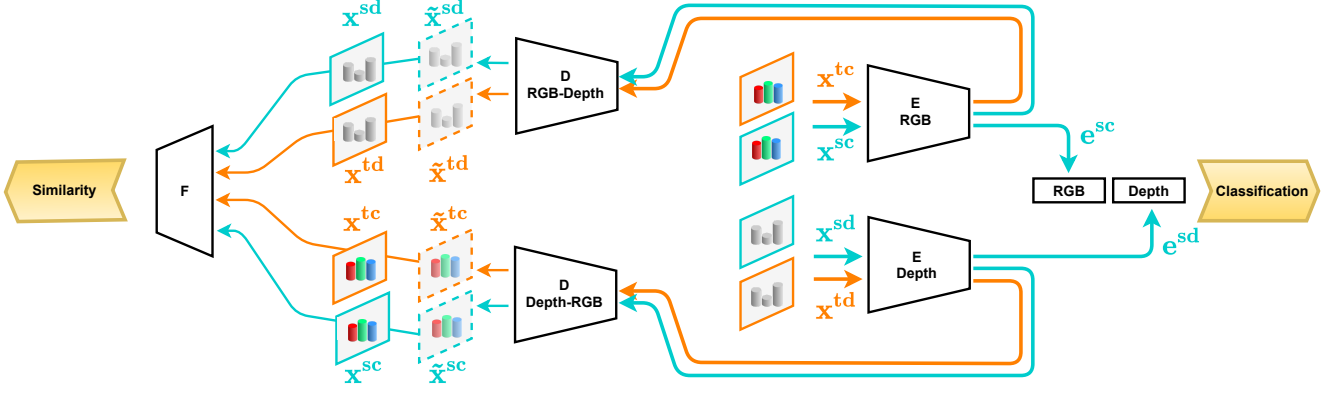 x^sd x̃^sd
D
RGB-Depth
x^tc
E
RGB
x^sc
e^sc
x^td x̃^td
Similarity
F
RGB Depth
Classification
x^tc x̃^tc
x^sd
e^sd
E
Depth
D
Depth-RGB
x^td
x^sc x̃^sc